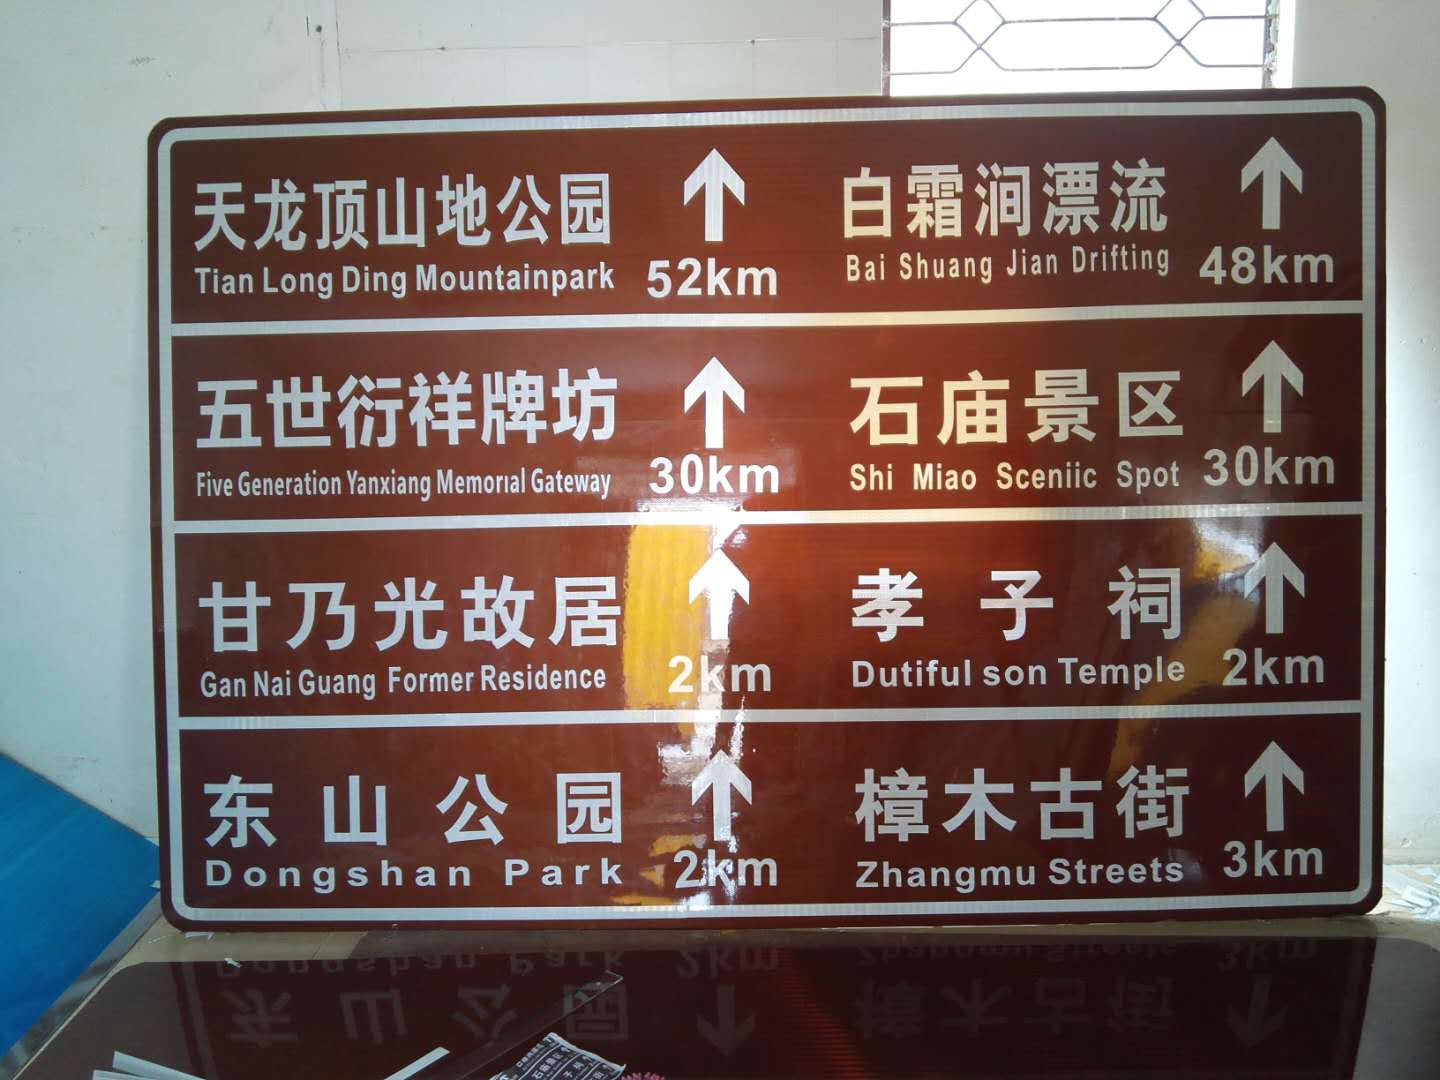 天龙顶山地公园
Tian Long Ding Mountainpark
52km
白霜涧漂流
Bai Shuang Jian Drifting
48km
五世衍祥牌坊
Five Generation Yanxiang Memorial Gateway
30km
石庙景区
Shi Miao Sceniic Spot
30km
甘乃光故居
Gan Nai Guang Former Residence
2km
孝子祠
Dutiful son Temple
2km
东山公园
Dongshan Park
2km
樟木古街
Zhangmu Streets
3km